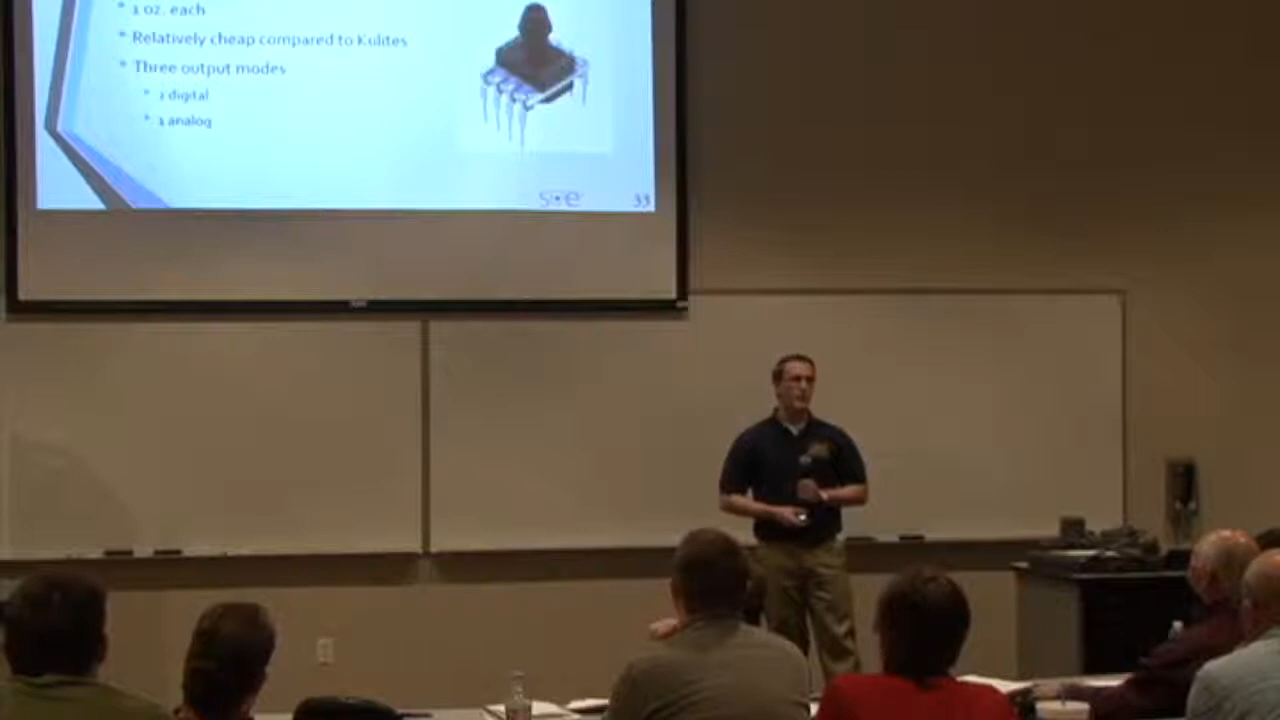 1 oz. each
Relatively cheap compared to Kulites
Three output modes
2 digital
1 analog
33